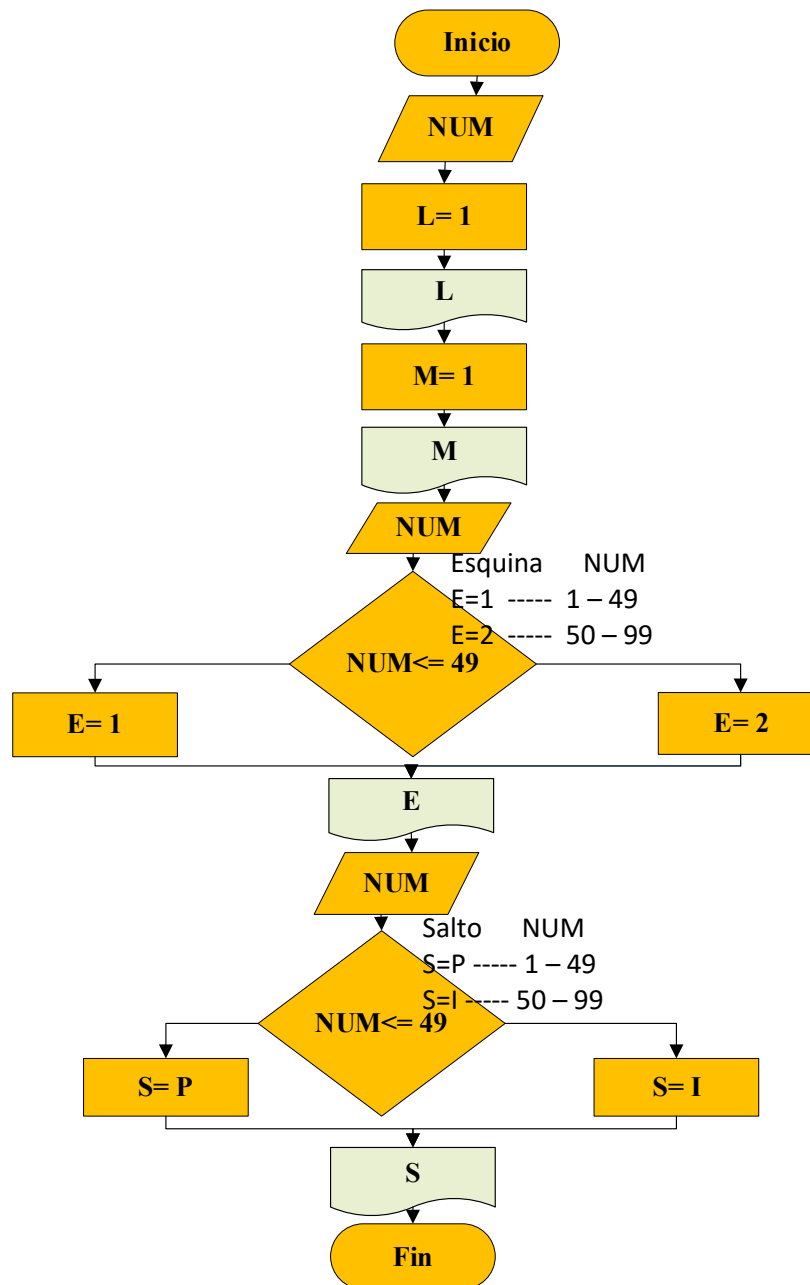 Inicio
NUM
L= 1
L
M= 1
M
NUM
Esquina NUM
E=1 ----- 1 – 49
E=2 ----- 50 – 99
NUM<= 49
E= 1
E= 2
E
NUM
Salto NUM
S=P ----- 1 – 49
S=I ----- 50 – 99
NUM<= 49
S= P
S= I
S
Fin